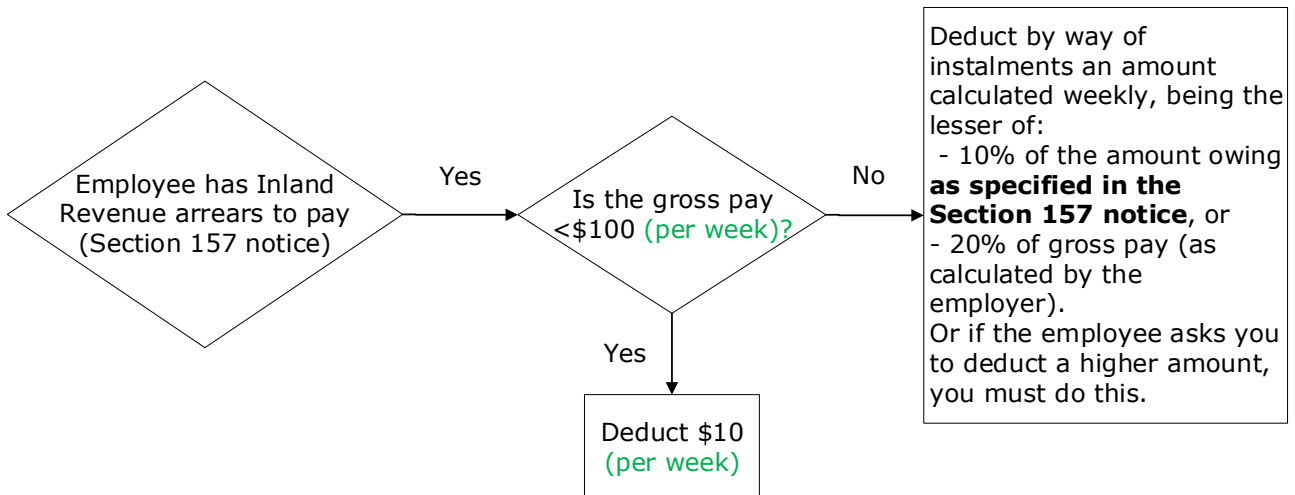 Employee has Inland
Revenue arrears to pay
(Section 157 notice)
Yes
Is the gross pay
<$100 (per week)?
No
Deduct by way of
instalments an amount
calculated weekly, being the
lesser of:
- 10% of the amount owing
as specified in the
Section 157 notice, or
- 20% of gross pay (as
calculated by the
employer).
Or if the employee asks you
to deduct a higher amount,
you must do this.
Yes
Deduct $10
(per week)